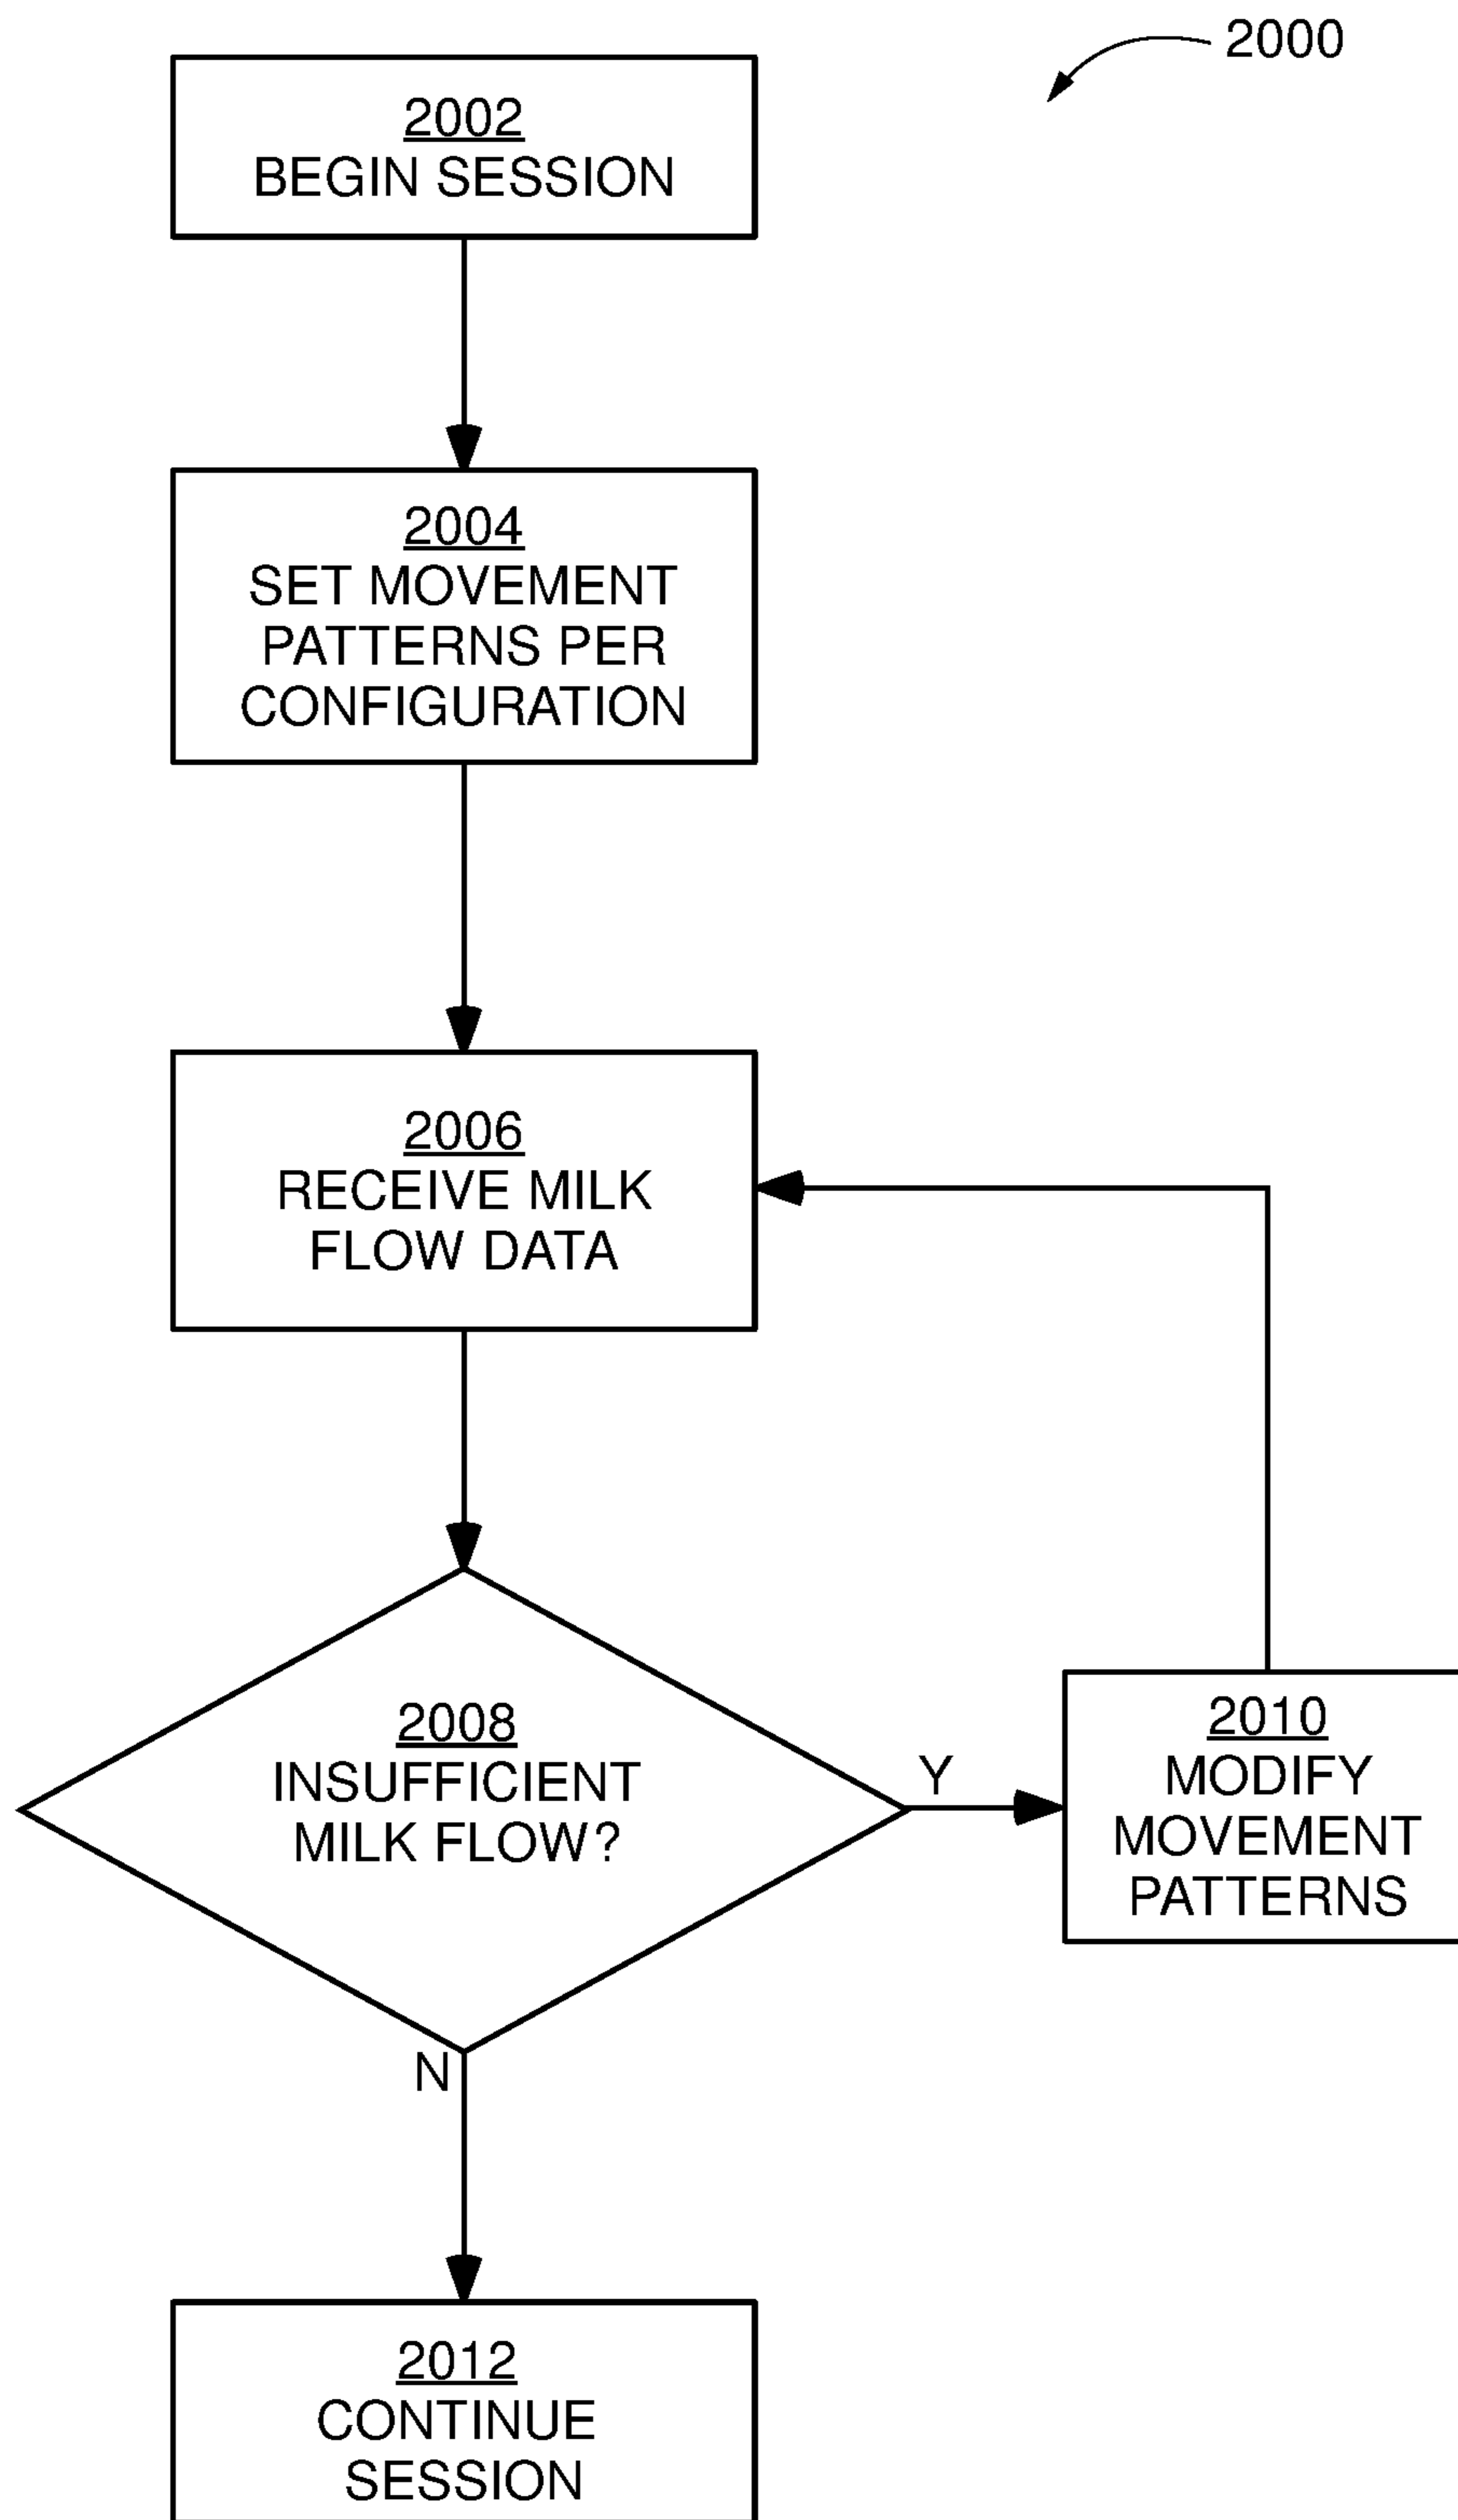 2000
2002
BEGIN SESSION
2004
SET MOVEMENT
PATTERNS PER
CONFIGURATION
2006
RECEIVE MILK
FLOW DATA
2008
INSUFFICIENT
MILK FLOW?
Y
2010
MODIFY
MOVEMENT
PATTERNS
N
2012
CONTINUE
SESSION